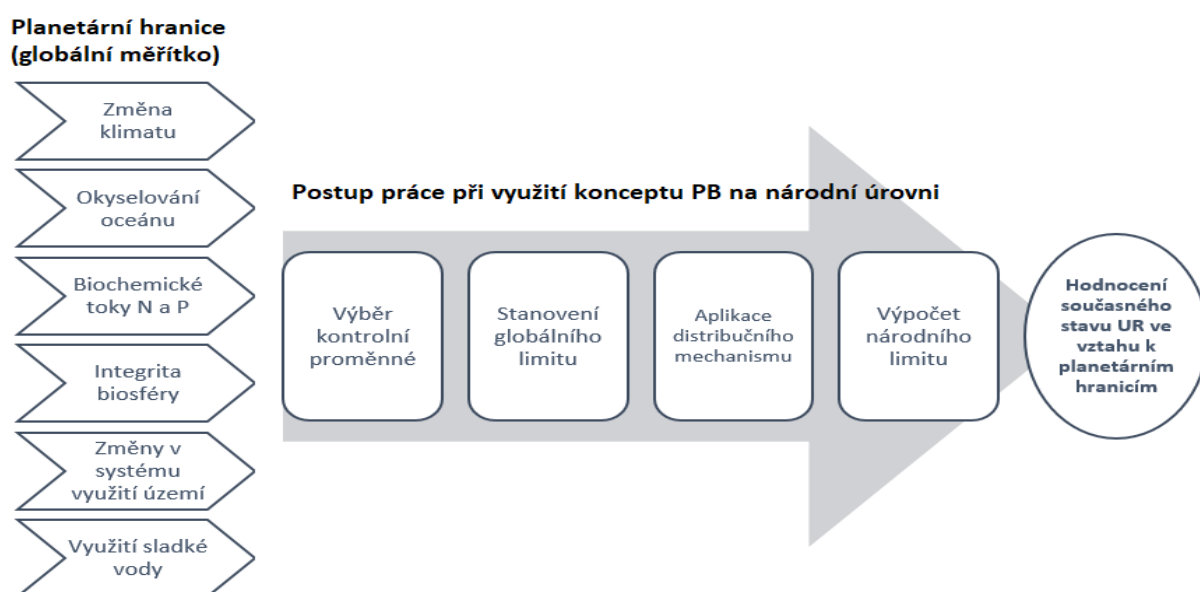 Planetární hranice
(globální měřítko)
Změna
klimatu
Okyselování
oceánu
Biochemické
toky N a P
Integrita
biosféry
Změny v
systému
využití území
Využití sladké
vody
Postup práce při využití konceptu PB na národní úrovni
Výběr
kontrolní
proměnné
Stanovení
globálního
limitu
Aplikace
distribučního
mechanismu
Výpočet
národního
limitu
Hodnocení
současného
stavu UR ve
vztahu k
planetárním
hranicím